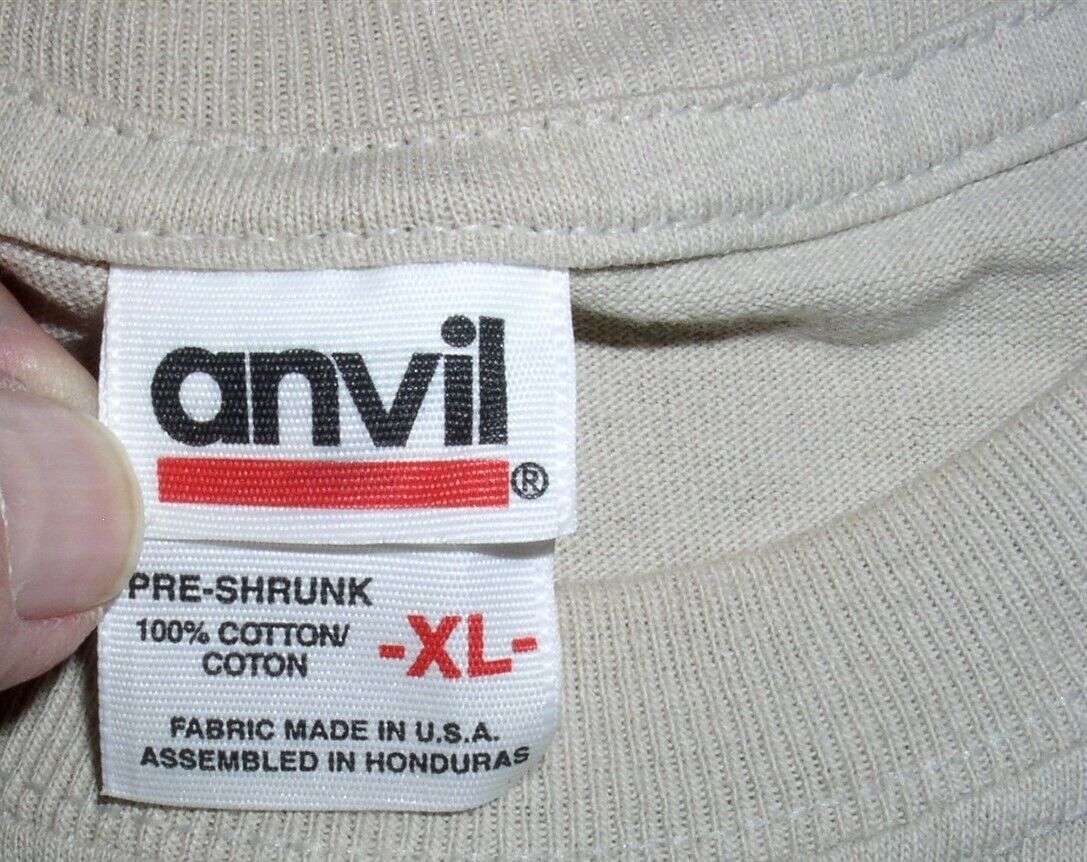 anvil
®
PRE-SHRUNK
100% COTTON/
COTON
-XL-
FABRIC MADE IN U.S.A.
ASSEMBLED IN HONDURAS